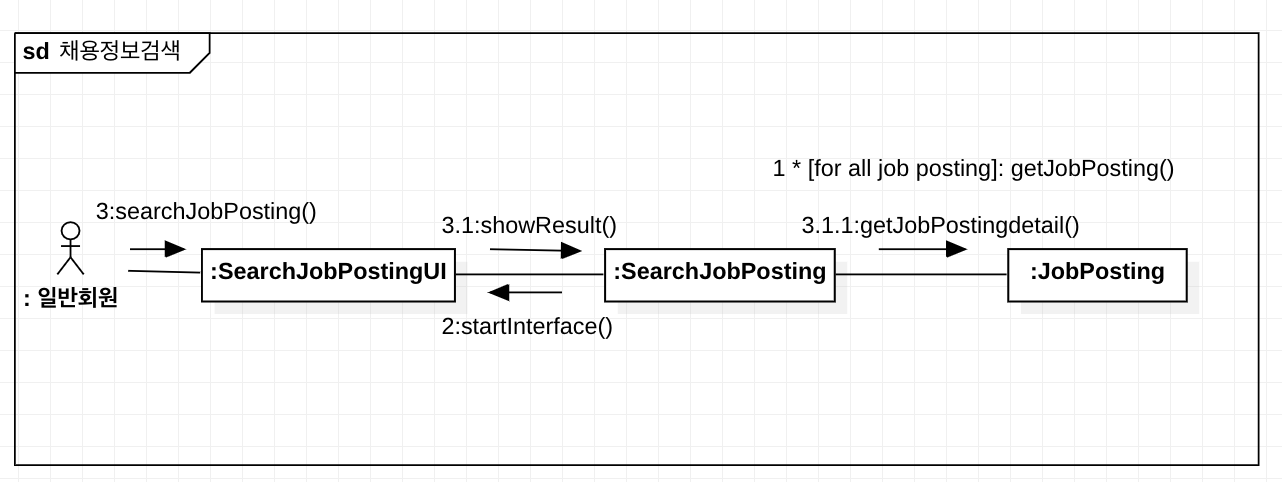 sd 채용정보검색
1 * [for all job posting]: getJobPosting()
3:searchJobPosting()
3.1:showResult()
3.1.1:getJobPostingdetail()
:SearchJobPostingUI
:SearchJobPosting
:JobPosting
: 일반회원
2:startInterface()